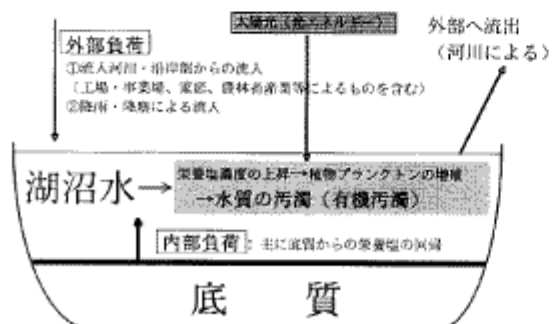 太陽光（光エネルギー）
外部へ流出
（河川による）
外部負荷
①流入河川・沿岸部からの流入
（工場・事業場、家庭、農林畜産業等によるものを含む）
②降雨・降塵による流入
湖沼水→
栄養塩濃度の上昇→植物プランクトンの増殖
→水質の汚濁（有機汚濁）
内部負荷：主に底質からの栄養塩の回帰
底　質